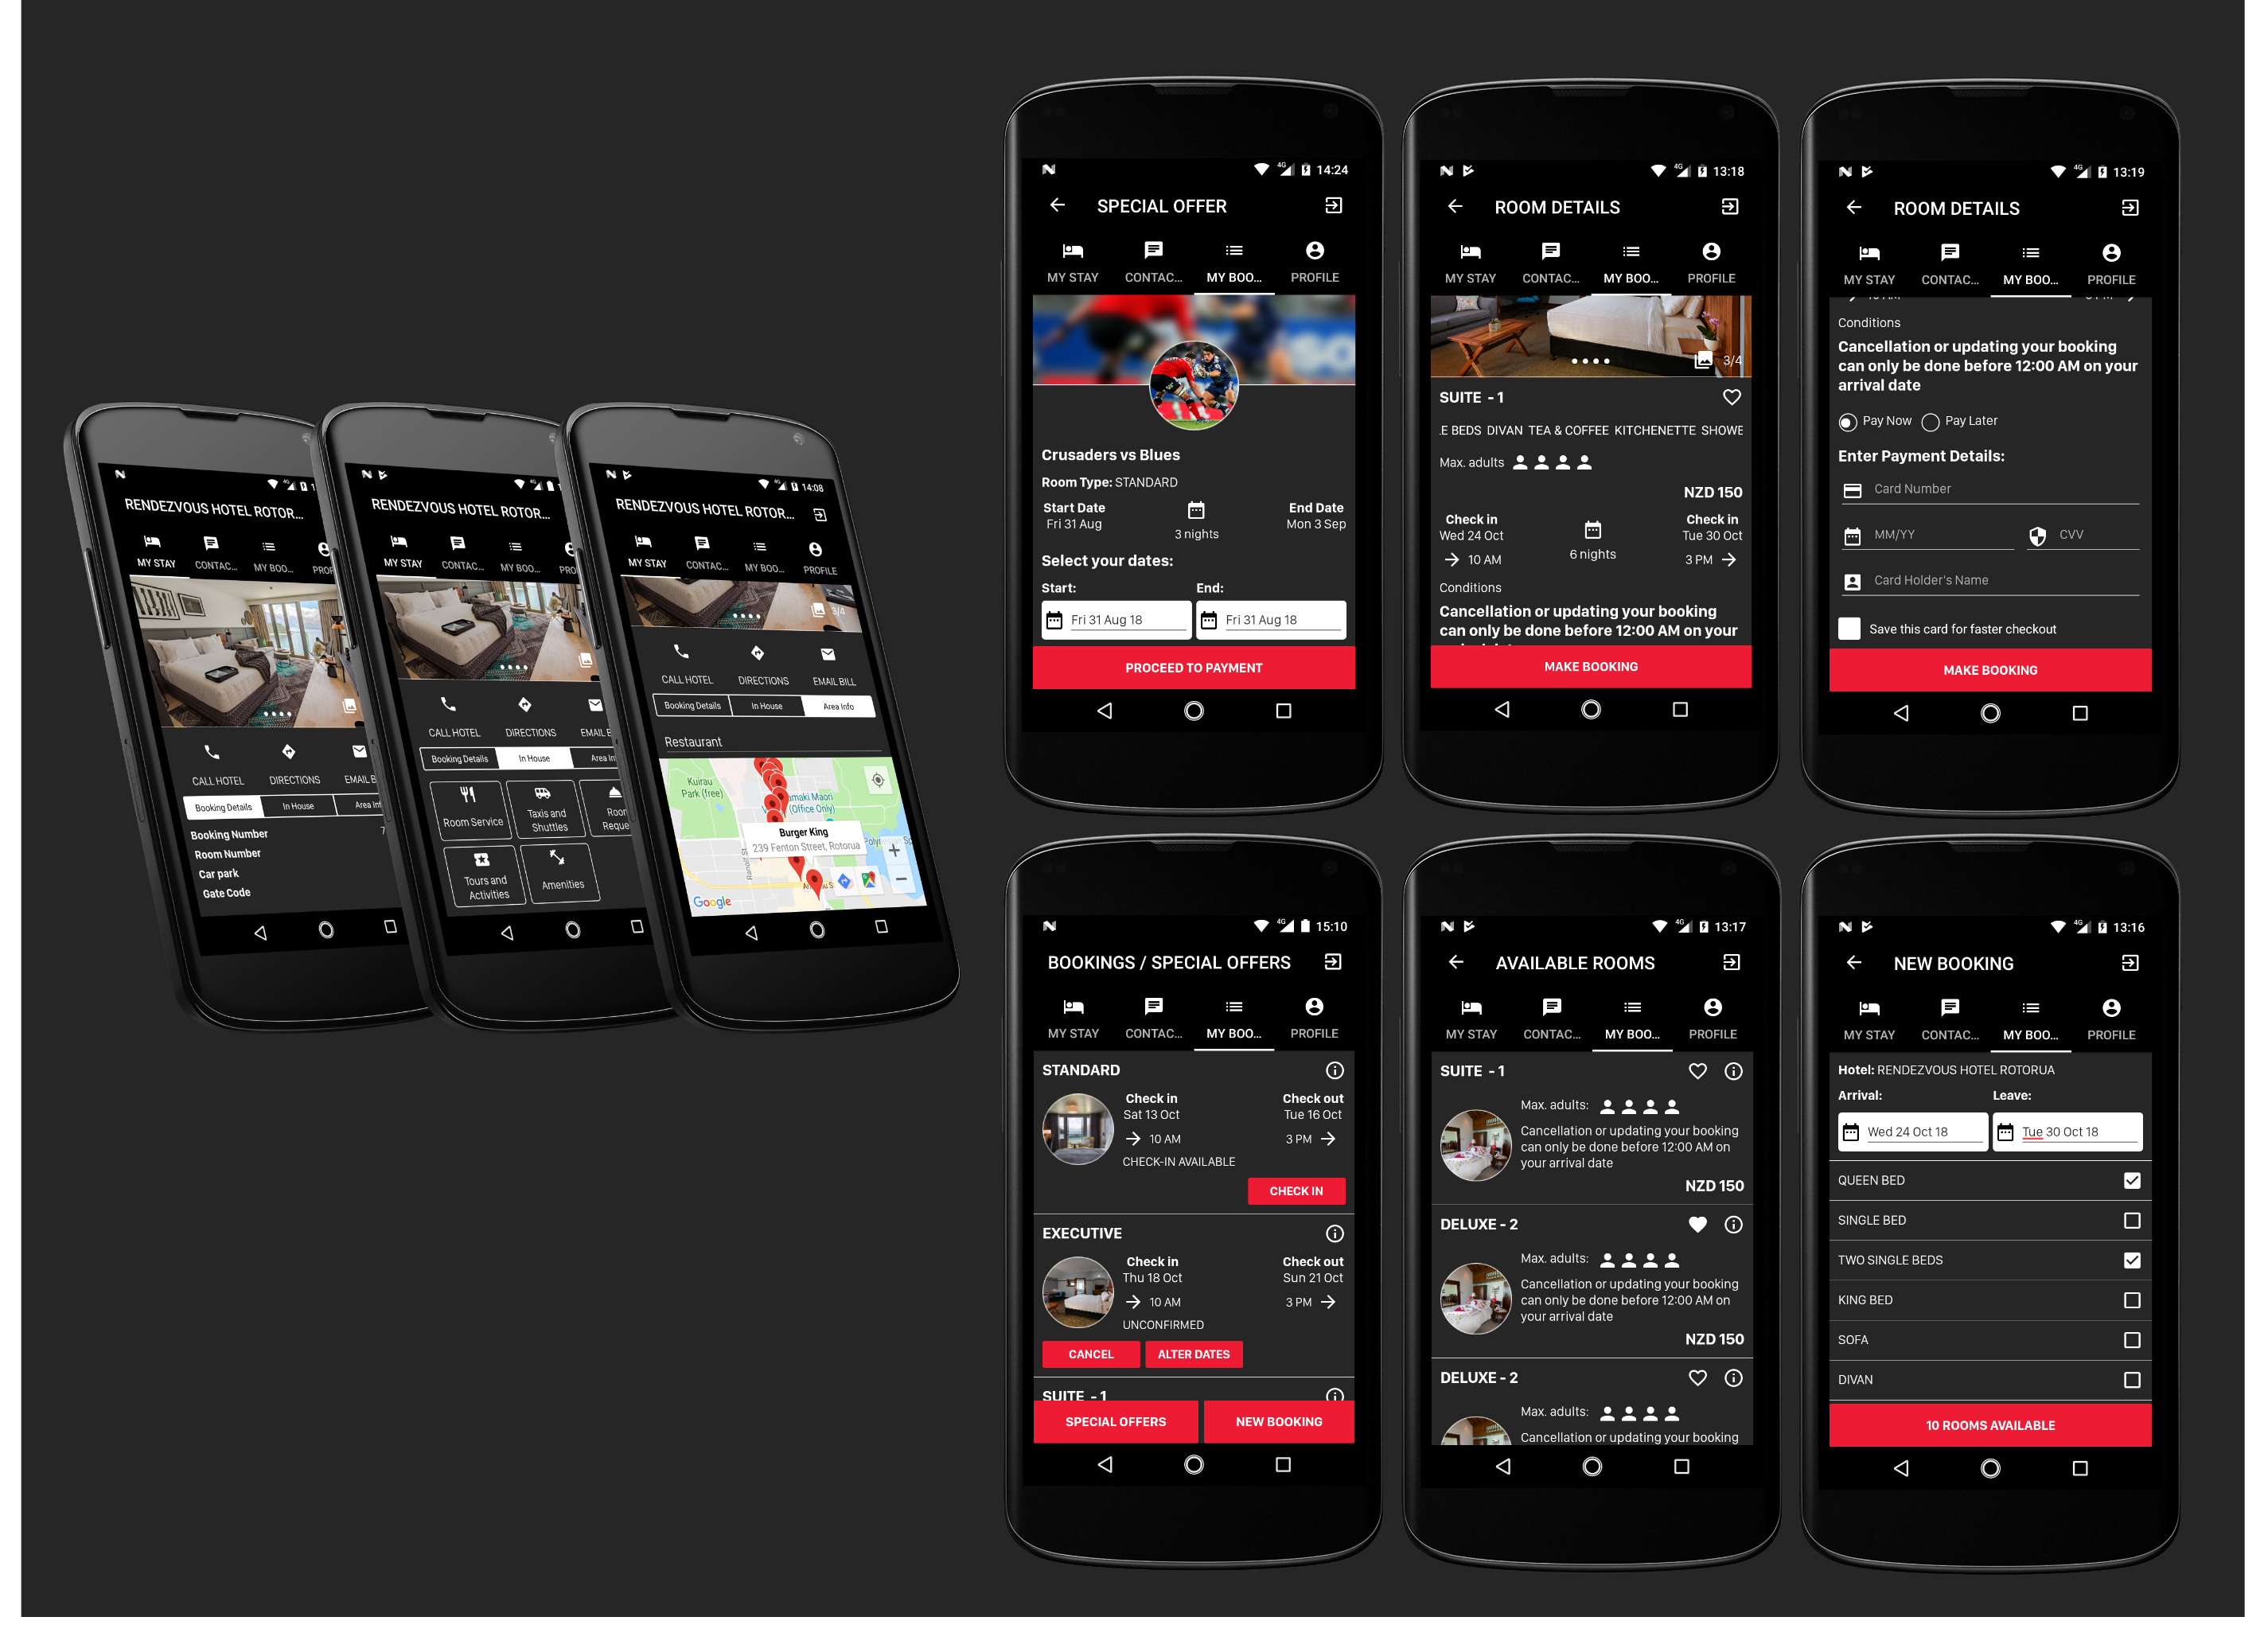 RENDEZVOUS HOTEL ROTOR...
MY STAY CONTAC... MY BOO...
CALL HOTEL DIRECTIONS
Booking Details In House
Booking Number
Room Number
Car park
Gate Code
RENDEZVOUS HOTEL ROTOR...
MY STAY CONTAC... MY BOO...
CALL HOTEL DIRECTIONS
Booking Details In House
Room Service
Taxis and
Shuttles
Tours and
Activities
Amenities
4G 14:08
RENDEZVOUS HOTEL ROTOR...
MY STAY CONTAC... MY BOO... PROFILE
3/4
CALL HOTEL DIRECTIONS EMAIL BILL
Booking Details In House Area Info
Restaurant
Kuirau
Park (free)
(Office Only)
Burger King
239 Fenton Street, Rotorua
Google
4G 14:24
SPECIAL OFFER
MY STAY CONTAC... MY BOO... PROFILE
Crusaders vs Blues
Room Type: STANDARD
Start Date End Date
Fri 31 Aug 3 nights Mon 3 Sep
Select your dates:
Start: End:
Fri 31 Aug 18 Fri 31 Aug 18
PROCEED TO PAYMENT
4G 13:18
ROOM DETAILS
MY STAY CONTAC... MY BOO... PROFILE
3/4
SUITE - 1
.E BEDS DIVAN TEA & COFFEE KITCHENETTE SHOWE
Max. adults
NZD 150
Check in Check in
Wed 24 Oct Tue 30 Oct
6 nights
10 AM 3 PM
Conditions
Cancellation or updating your booking
can only be done before 12:00 AM on your
MAKE BOOKING
4G 13:19
ROOM DETAILS
MY STAY CONTAC... MY BOO... PROFILE
Conditions
Cancellation or updating your booking
can only be done before 12:00 AM on your
arrival date
Pay Now Pay Later
Enter Payment Details:
Card Number
MM/YY CVV
Card Holder's Name
Save this card for faster checkout
MAKE BOOKING
4G 15:10
BOOKINGS / SPECIAL OFFERS
MY STAY CONTAC... MY BOO... PROFILE
STANDARD
Check in Check out
Sat 13 Oct Tue 16 Oct
10 AM 3 PM
CHECK-IN AVAILABLE
CHECK IN
EXECUTIVE
Check in Check out
Thu 18 Oct Sun 21 Oct
10 AM 3 PM
UNCONFIRMED
CANCEL ALTER DATES
SUITE - 1
SPECIAL OFFERS NEW BOOKING
4G 13:17
AVAILABLE ROOMS
MY STAY CONTAC... MY BOO... PROFILE
SUITE - 1
Max. adults:
Cancellation or updating your booking
can only be done before 12:00 AM on
your arrival date
NZD 150
DELUXE - 2
Max. adults:
Cancellation or updating your booking
can only be done before 12:00 AM on
your arrival date
NZD 150
DELUXE - 2
Max. adults:
Cancellation or updating your booking
4G 13:16
NEW BOOKING
MY STAY CONTAC... MY BOO... PROFILE
Hotel: RENDEZVOUS HOTEL ROTORUA
Arrival: Leave:
Wed 24 Oct 18 Tue 30 Oct 18
QUEEN BED
SINGLE BED
TWO SINGLE BEDS
KING BED
SOFA
DIVAN
10 ROOMS AVAILABLE